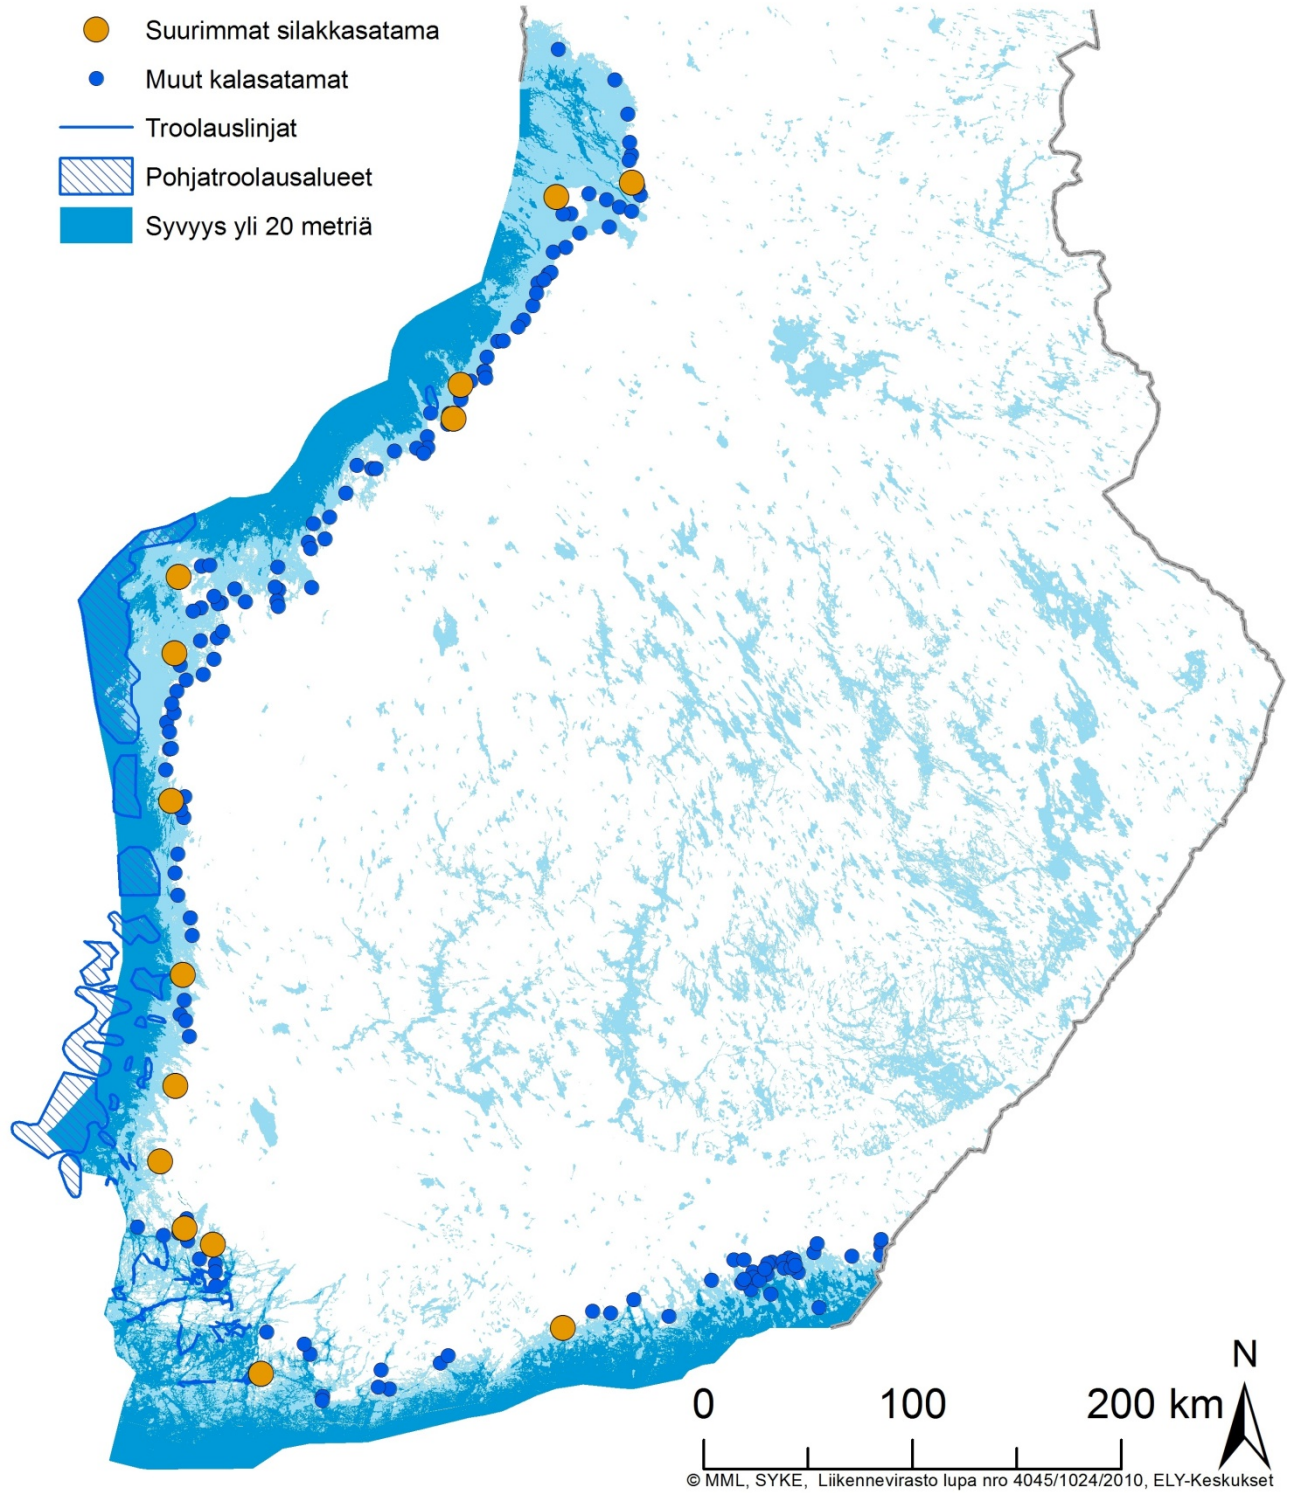 Suurimmat silakkasatama
Muut kalasatamat
Troolauslinjat
Pohjatroolausalueet
Syvyys yli 20 metriä
N
0 100 200 km
© MML, SYKE, Liikennevirasto lupa nro 4045/1024/2010, ELY-Keskukset